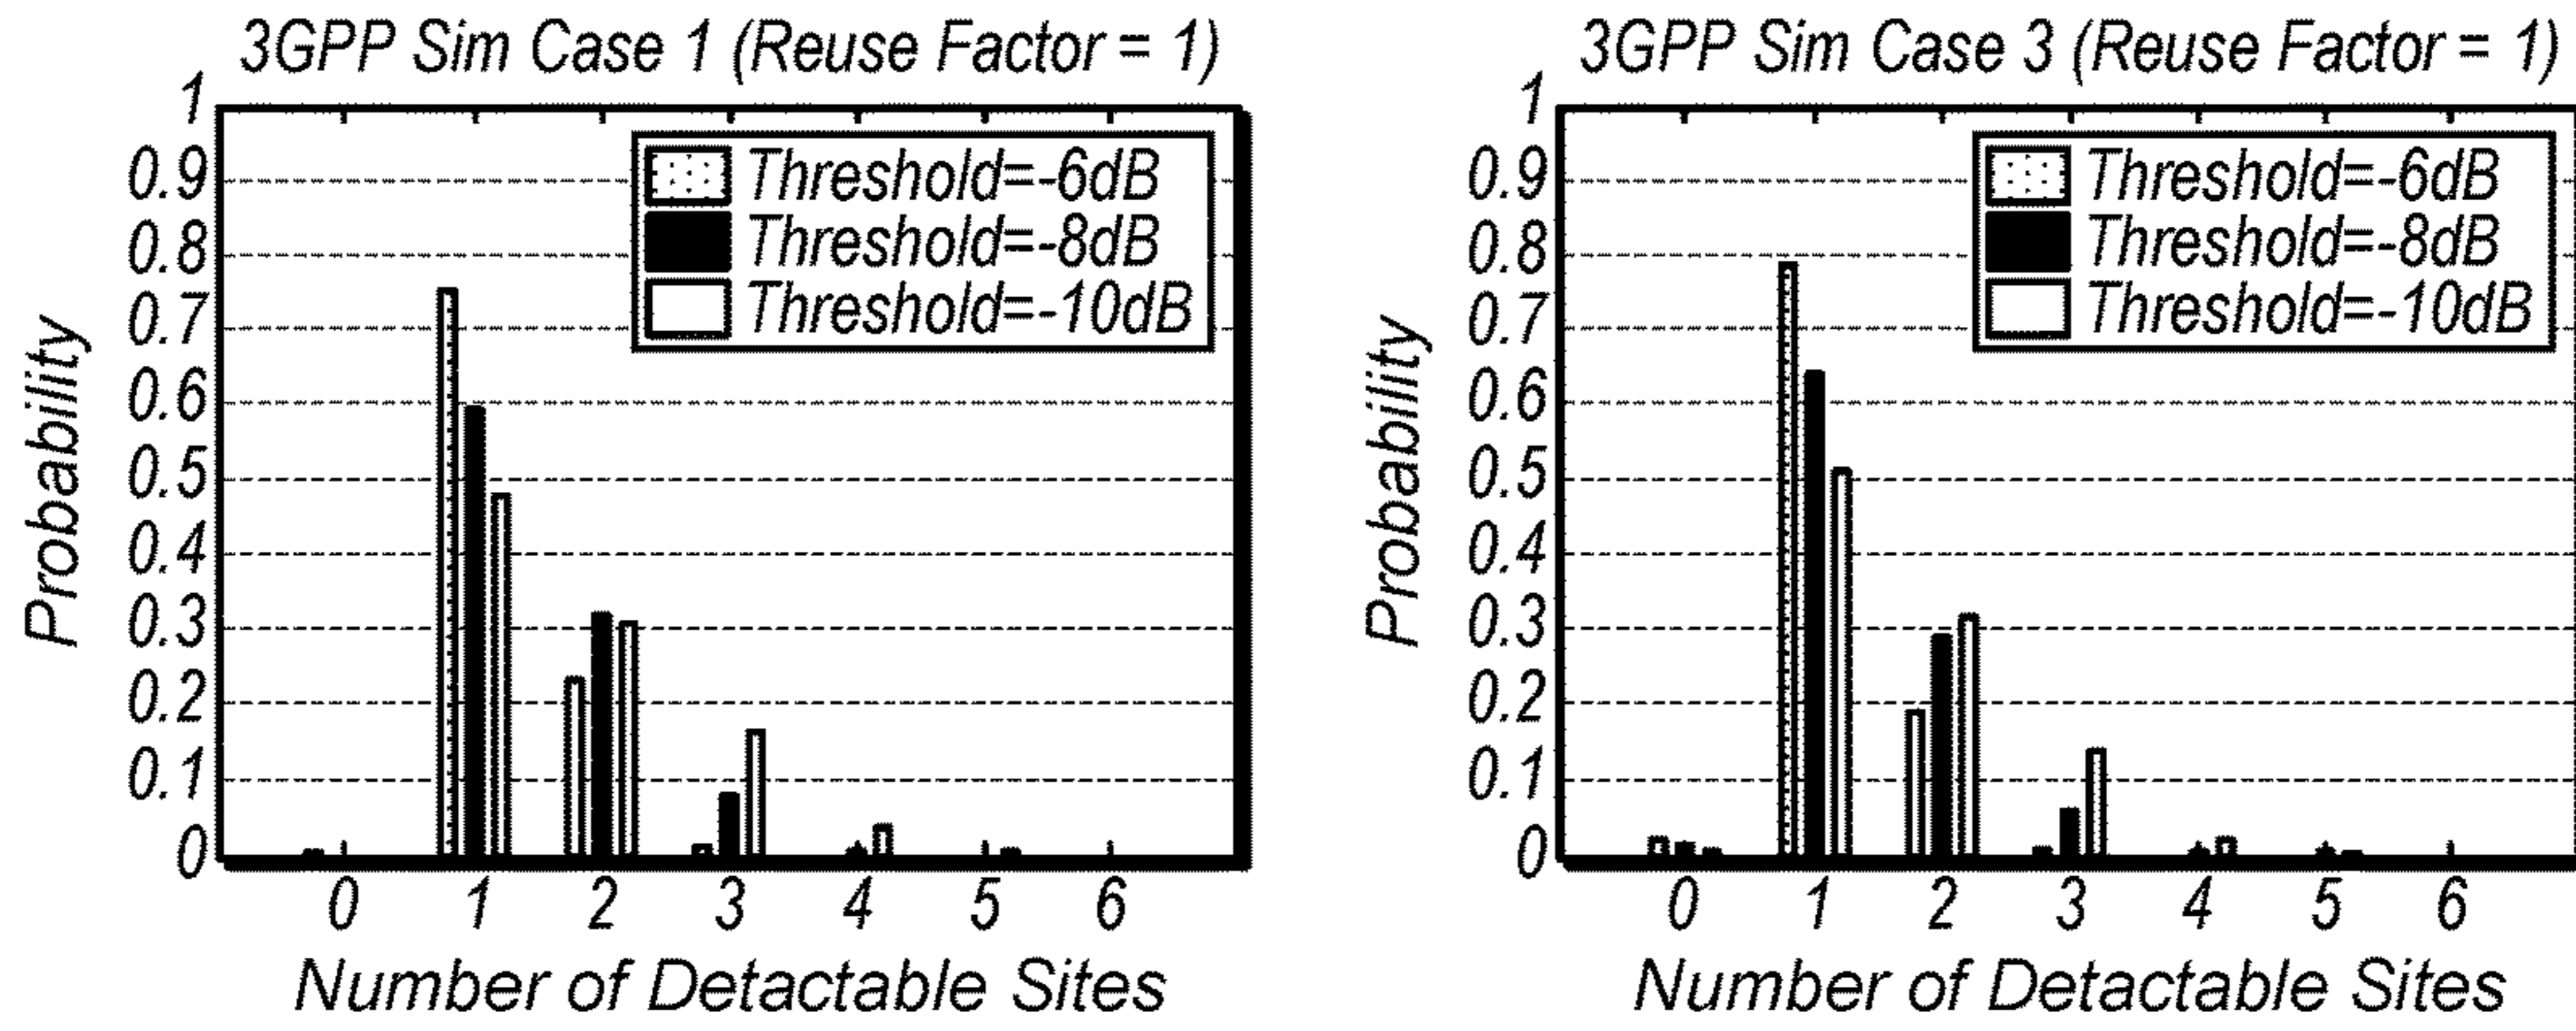 3GPP Sim Case 1 (Reuse Factor = 1)
1
0.9
0.8
0.7
0.6
0.5
0.4
0.3
0.2
0.1
0
Probability
Threshold=-6dB
Threshold=-8dB
Threshold=-10dB
0 1 2 3 4 5 6
Number of Detactable Sites
3GPP Sim Case 3 (Reuse Factor = 1)
1
0.9
0.8
0.7
0.6
0.5
0.4
0.3
0.2
0.1
0
Probability
Threshold=-6dB
Threshold=-8dB
Threshold=-10dB
0 1 2 3 4 5 6
Number of Detactable Sites